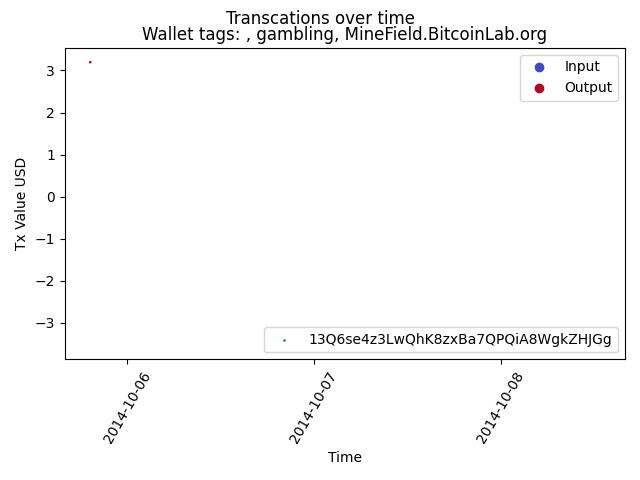 Transcations over time
Wallet tags: , gambling, MineField.BitcoinLab.org
Input
Output
Tx Value USD
3
2
1
0
−1
−2
−3
13Q6se4z3LwQhK8zxBa7QPQiA8WgkZHJGg
2014-10-06
2014-10-07
2014-10-08
Time